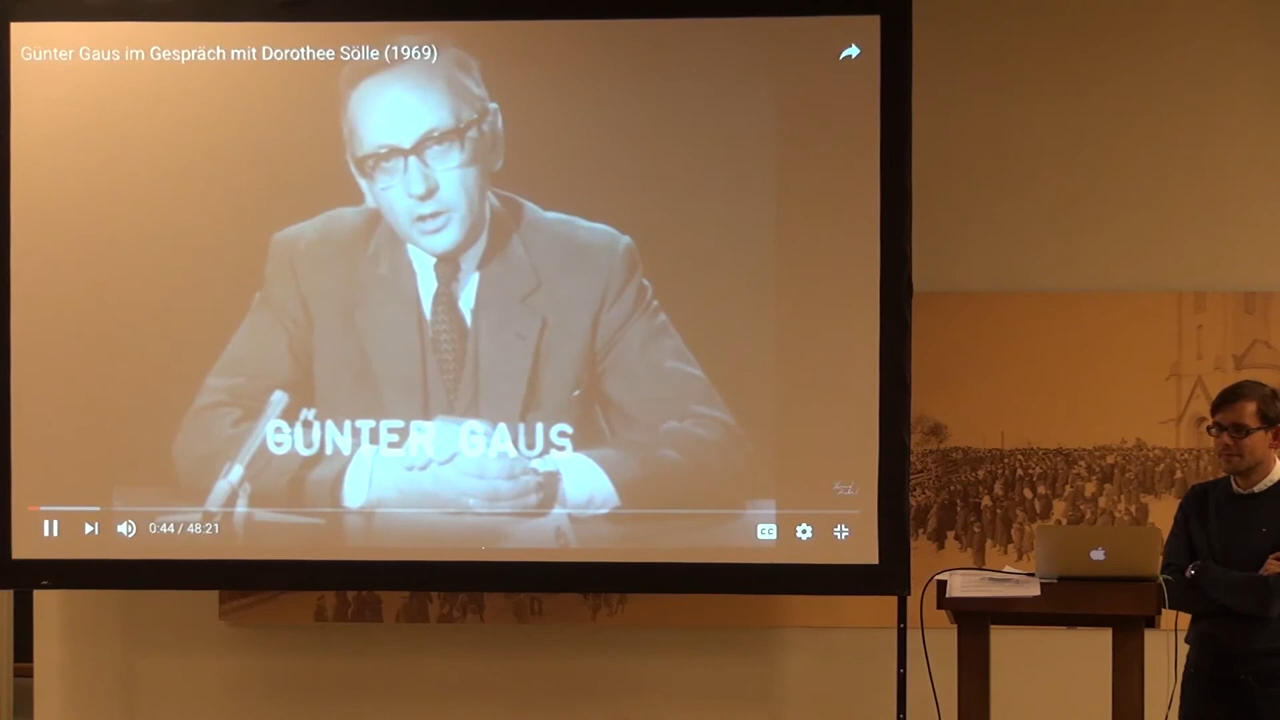 Günter Gaus im Gespräch mit Dorothee Sölle (1969)
GÜNTER GAUS
0:44 / 48:21
CC